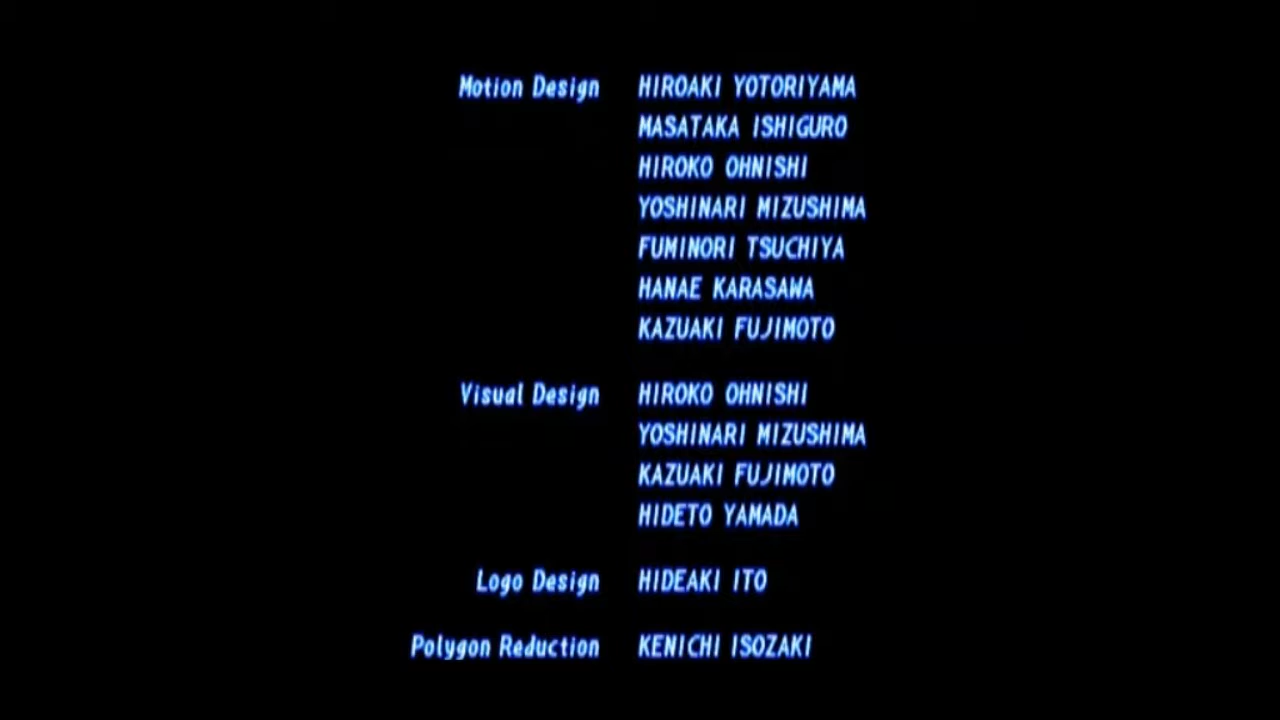 Motion Design HIROAKI YOTORIYAMA
MASATAKA ISHIGURO
HIROKO OHNISHI
YOSHINARI MIZUSHIMA
FUMINORI TSUCHIYA
HANAE KARASAWA
KAZUAKI FUJIMOTO
Visual Design HIROKO OHNISHI
YOSHINARI MIZUSHIMA
KAZUAKI FUJIMOTO
HIDETO YAMADA
Logo Design HIDEAKI ITO
Polygon Reduction KENICHI ISOZAKI